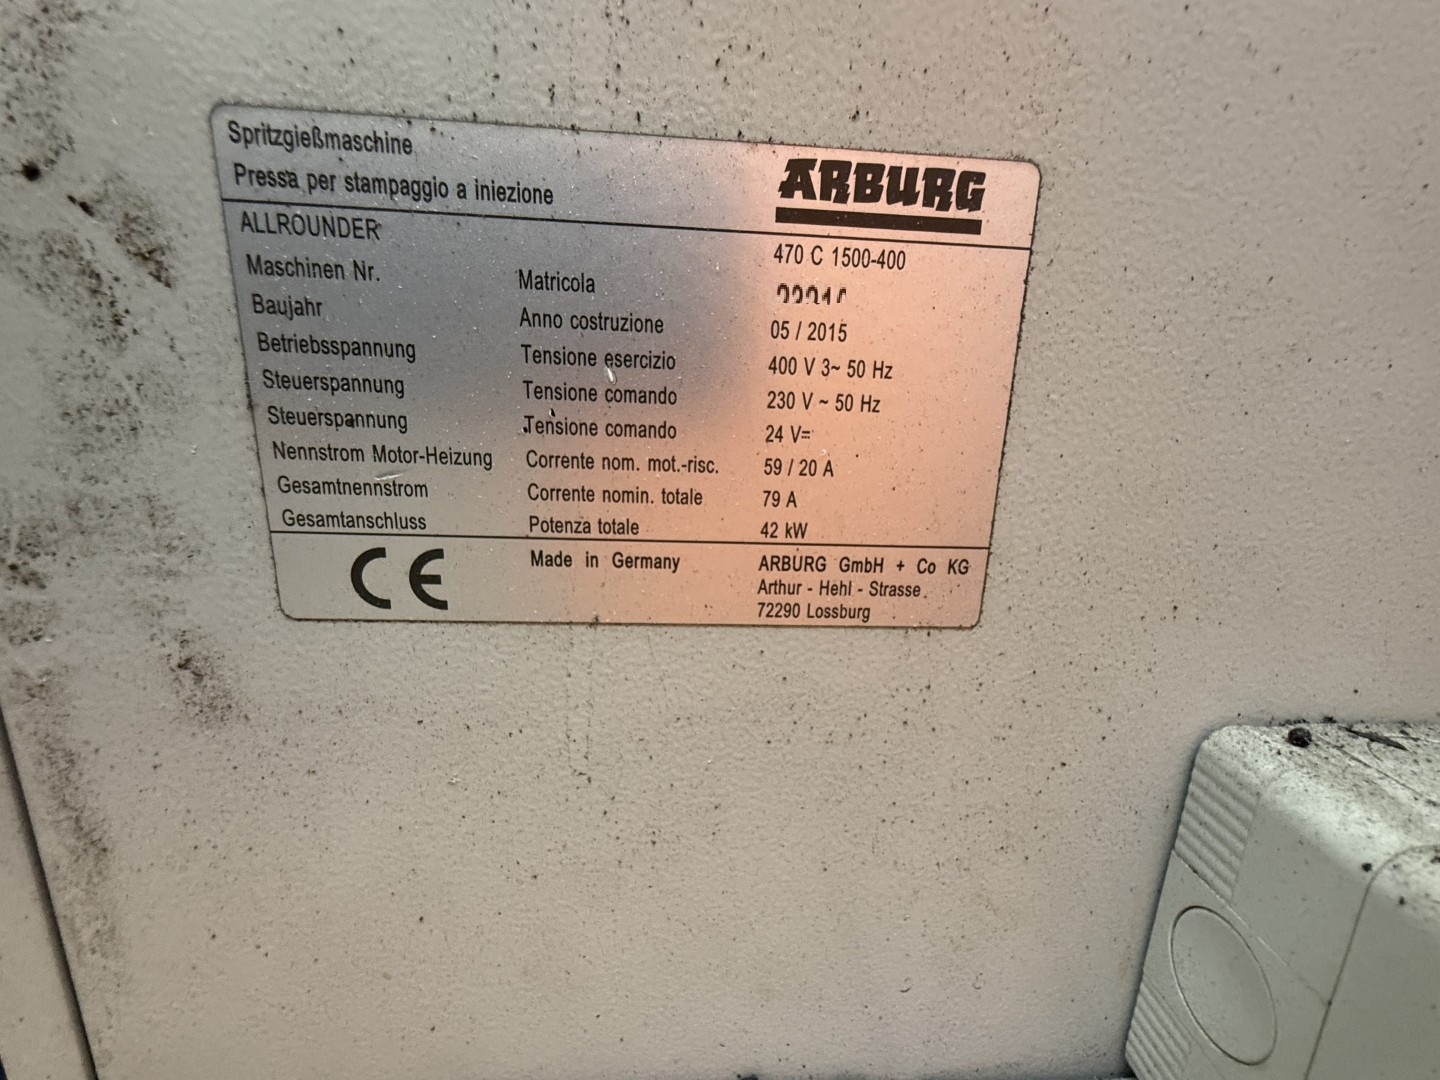 Spritzgießmaschine
Pressa per stampaggio a iniezione
ARBURG
ALLROUNDER 470 C 1500-400
Maschinen Nr. Matricola
Baujahr Anno costruzione 05 / 2015
Betriebsspannung Tensione esercizio 400 V 3~ 50 Hz
Steuerspannung Tensione comando 230 V ~ 50 Hz
Steuerspannung Tensione comando 24 V=
Nennstrom Motor-Heizung Corrente nom. mot.-risc. 59 / 20 A
Gesamtnennstrom Corrente nomin. totale 79 A
Gesamtanschluss Potenza totale 42 kW
CE Made in Germany ARBURG GmbH + Co KG
Arthur - Hehl - Strasse
72290 Lossburg